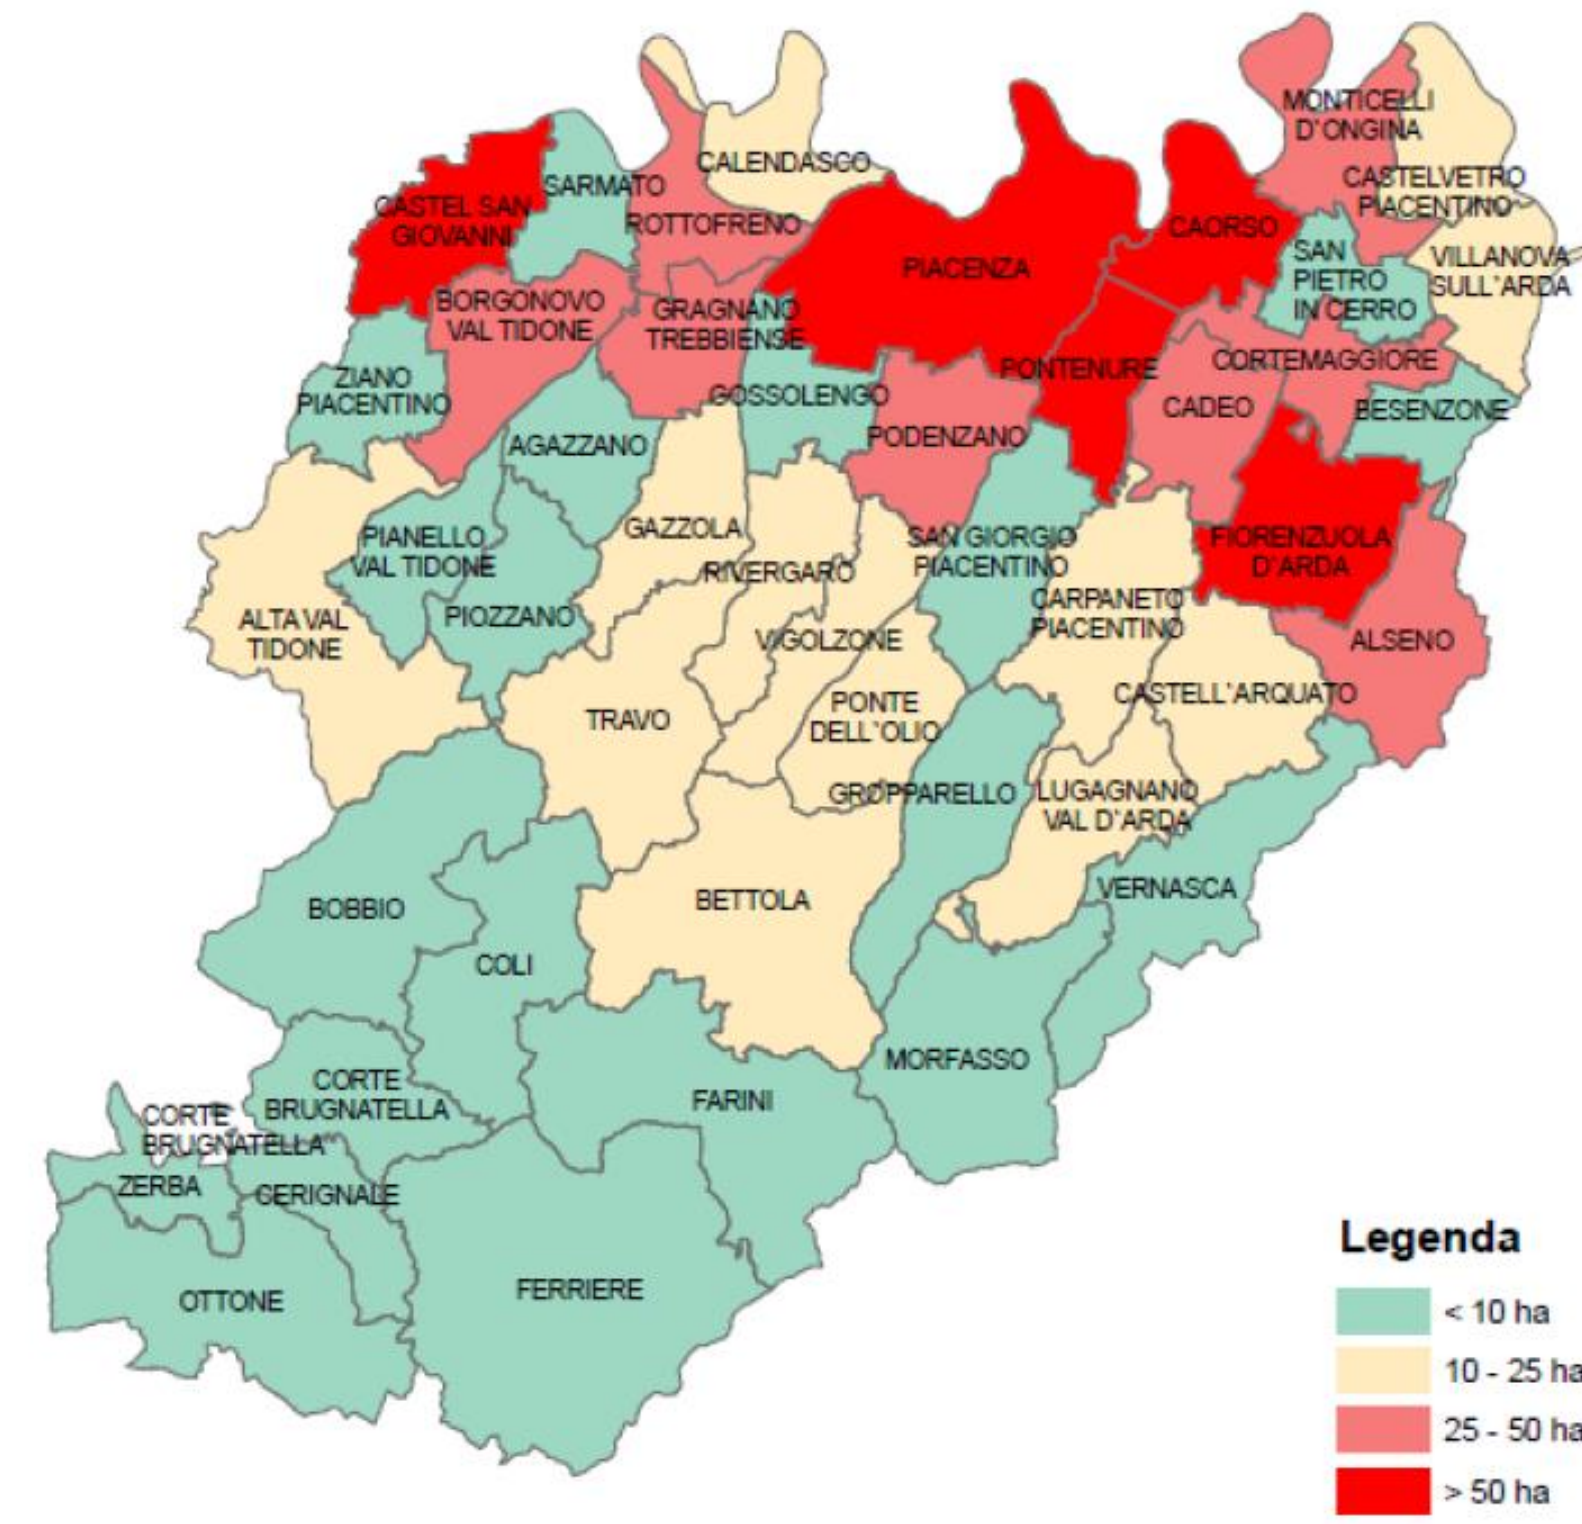 MONTICELLI
D'ONGINA
CALENDASCO
SARMATO
CASTELVETRO
PIACENTINO
CASTEL SAN
GIOVANNI
ROTTOFRENO
CAORSO
PIACENZA
SAN
PIETRO
IN CERRO
VILLANOVA
SULL'ARDA
BORGONOVO
VAL TIDONE
GRAGNANO
TREBBIENSE
ZIANO
PIACENTINO
GOSSOLENGO
PONTENURE
CORTEMAGGIORE
CADEO
BESENZONE
AGAZZANO
PODENZANO
GAZZOLA
PIANELLO
VAL TIDONE
RIVERGARO
SAN GIORGIO
PIACENTINO
FIORENZUOLA
D'ARDA
ALTA VAL
TIDONE
PIOZZANO
VIGOLZONE
CARPANETO
PIACENTINO
ALSENO
TRAVO
PONTE
DELL'OLIO
CASTELL'ARQUATO
GROPPARELLO
LUGAGNANO
VAL D'ARDA
BOBBIO
BETTOLA
VERNASCA
COLI
MORFASSO
CORTE
BRUGNATELLA
FARINI
CORTE
BRUGNATELLA
ZERBA
CERIGNALE
OTTONE
FERRIERE
Legenda
< 10 ha
10 - 25 ha
25 - 50 ha
> 50 ha